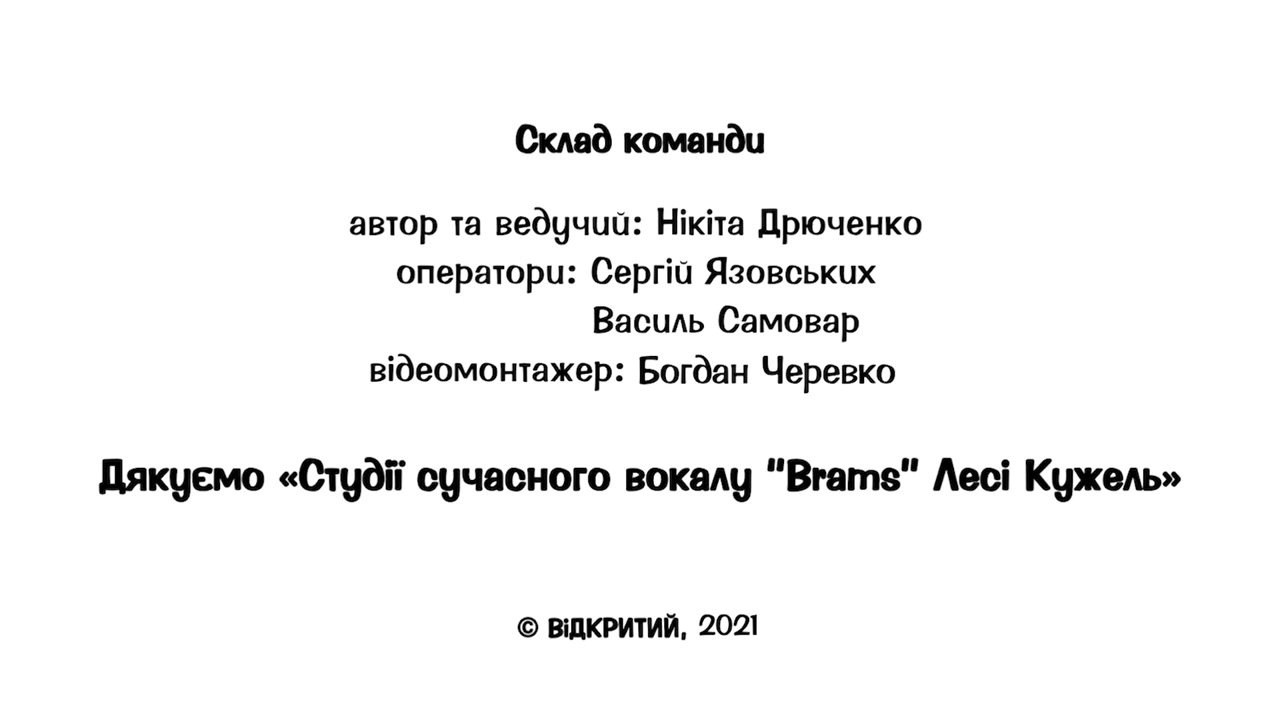 Склад команди
автор та ведучий: Нікіта Дрюченко
оператори: Сергій Язовських
Василь Самовар
відеомонтажер: Богдан Черевко
Дякуємо «Студії сучасного вокалу "Brams" Лесі Кужель»
© ВіДКРИТИЙ, 2021